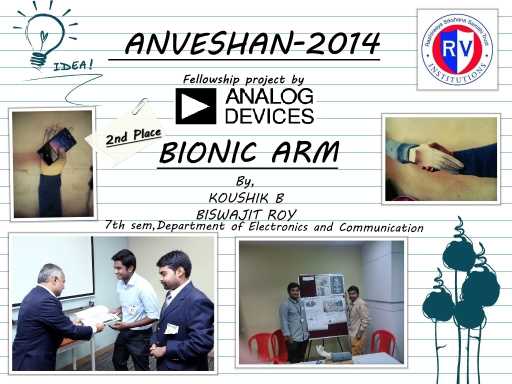 ANVESHAN-2014
IDEA!
Fellowship project by
ANALOG
DEVICES
2nd Place
RV
INSTITUTIONS
BIONIC ARM
By,
KOUSHIK B
BISWAJIT ROY
7th sem,Department of Electronics and Communication